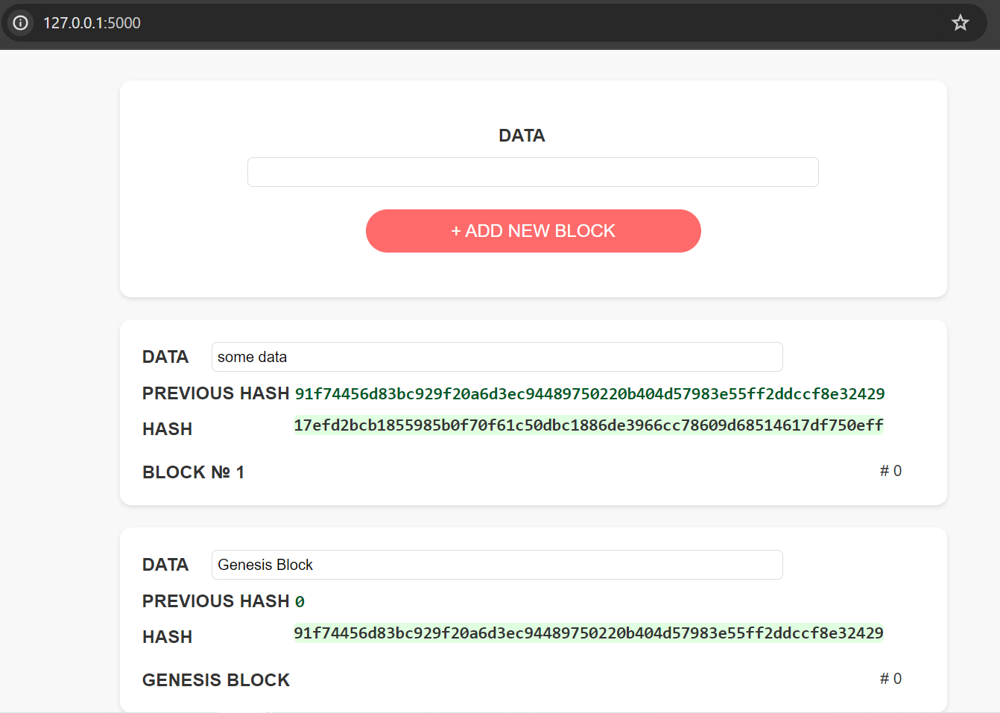 127.0.0.1:5000
DATA
+ ADD NEW BLOCK
DATA some data
PREVIOUS HASH 91f74456d83bc929f20a6d3ec94489750220b404d57983e55ff2ddccf8e32429
HASH 17efd2bcb1855985b0f70f61c50dbc1886de3966cc78609d68514617df750eff
BLOCK № 1 # 0
DATA Genesis Block
PREVIOUS HASH 0
HASH 91f74456d83bc929f20a6d3ec94489750220b404d57983e55ff2ddccf8e32429
GENESIS BLOCK # 0